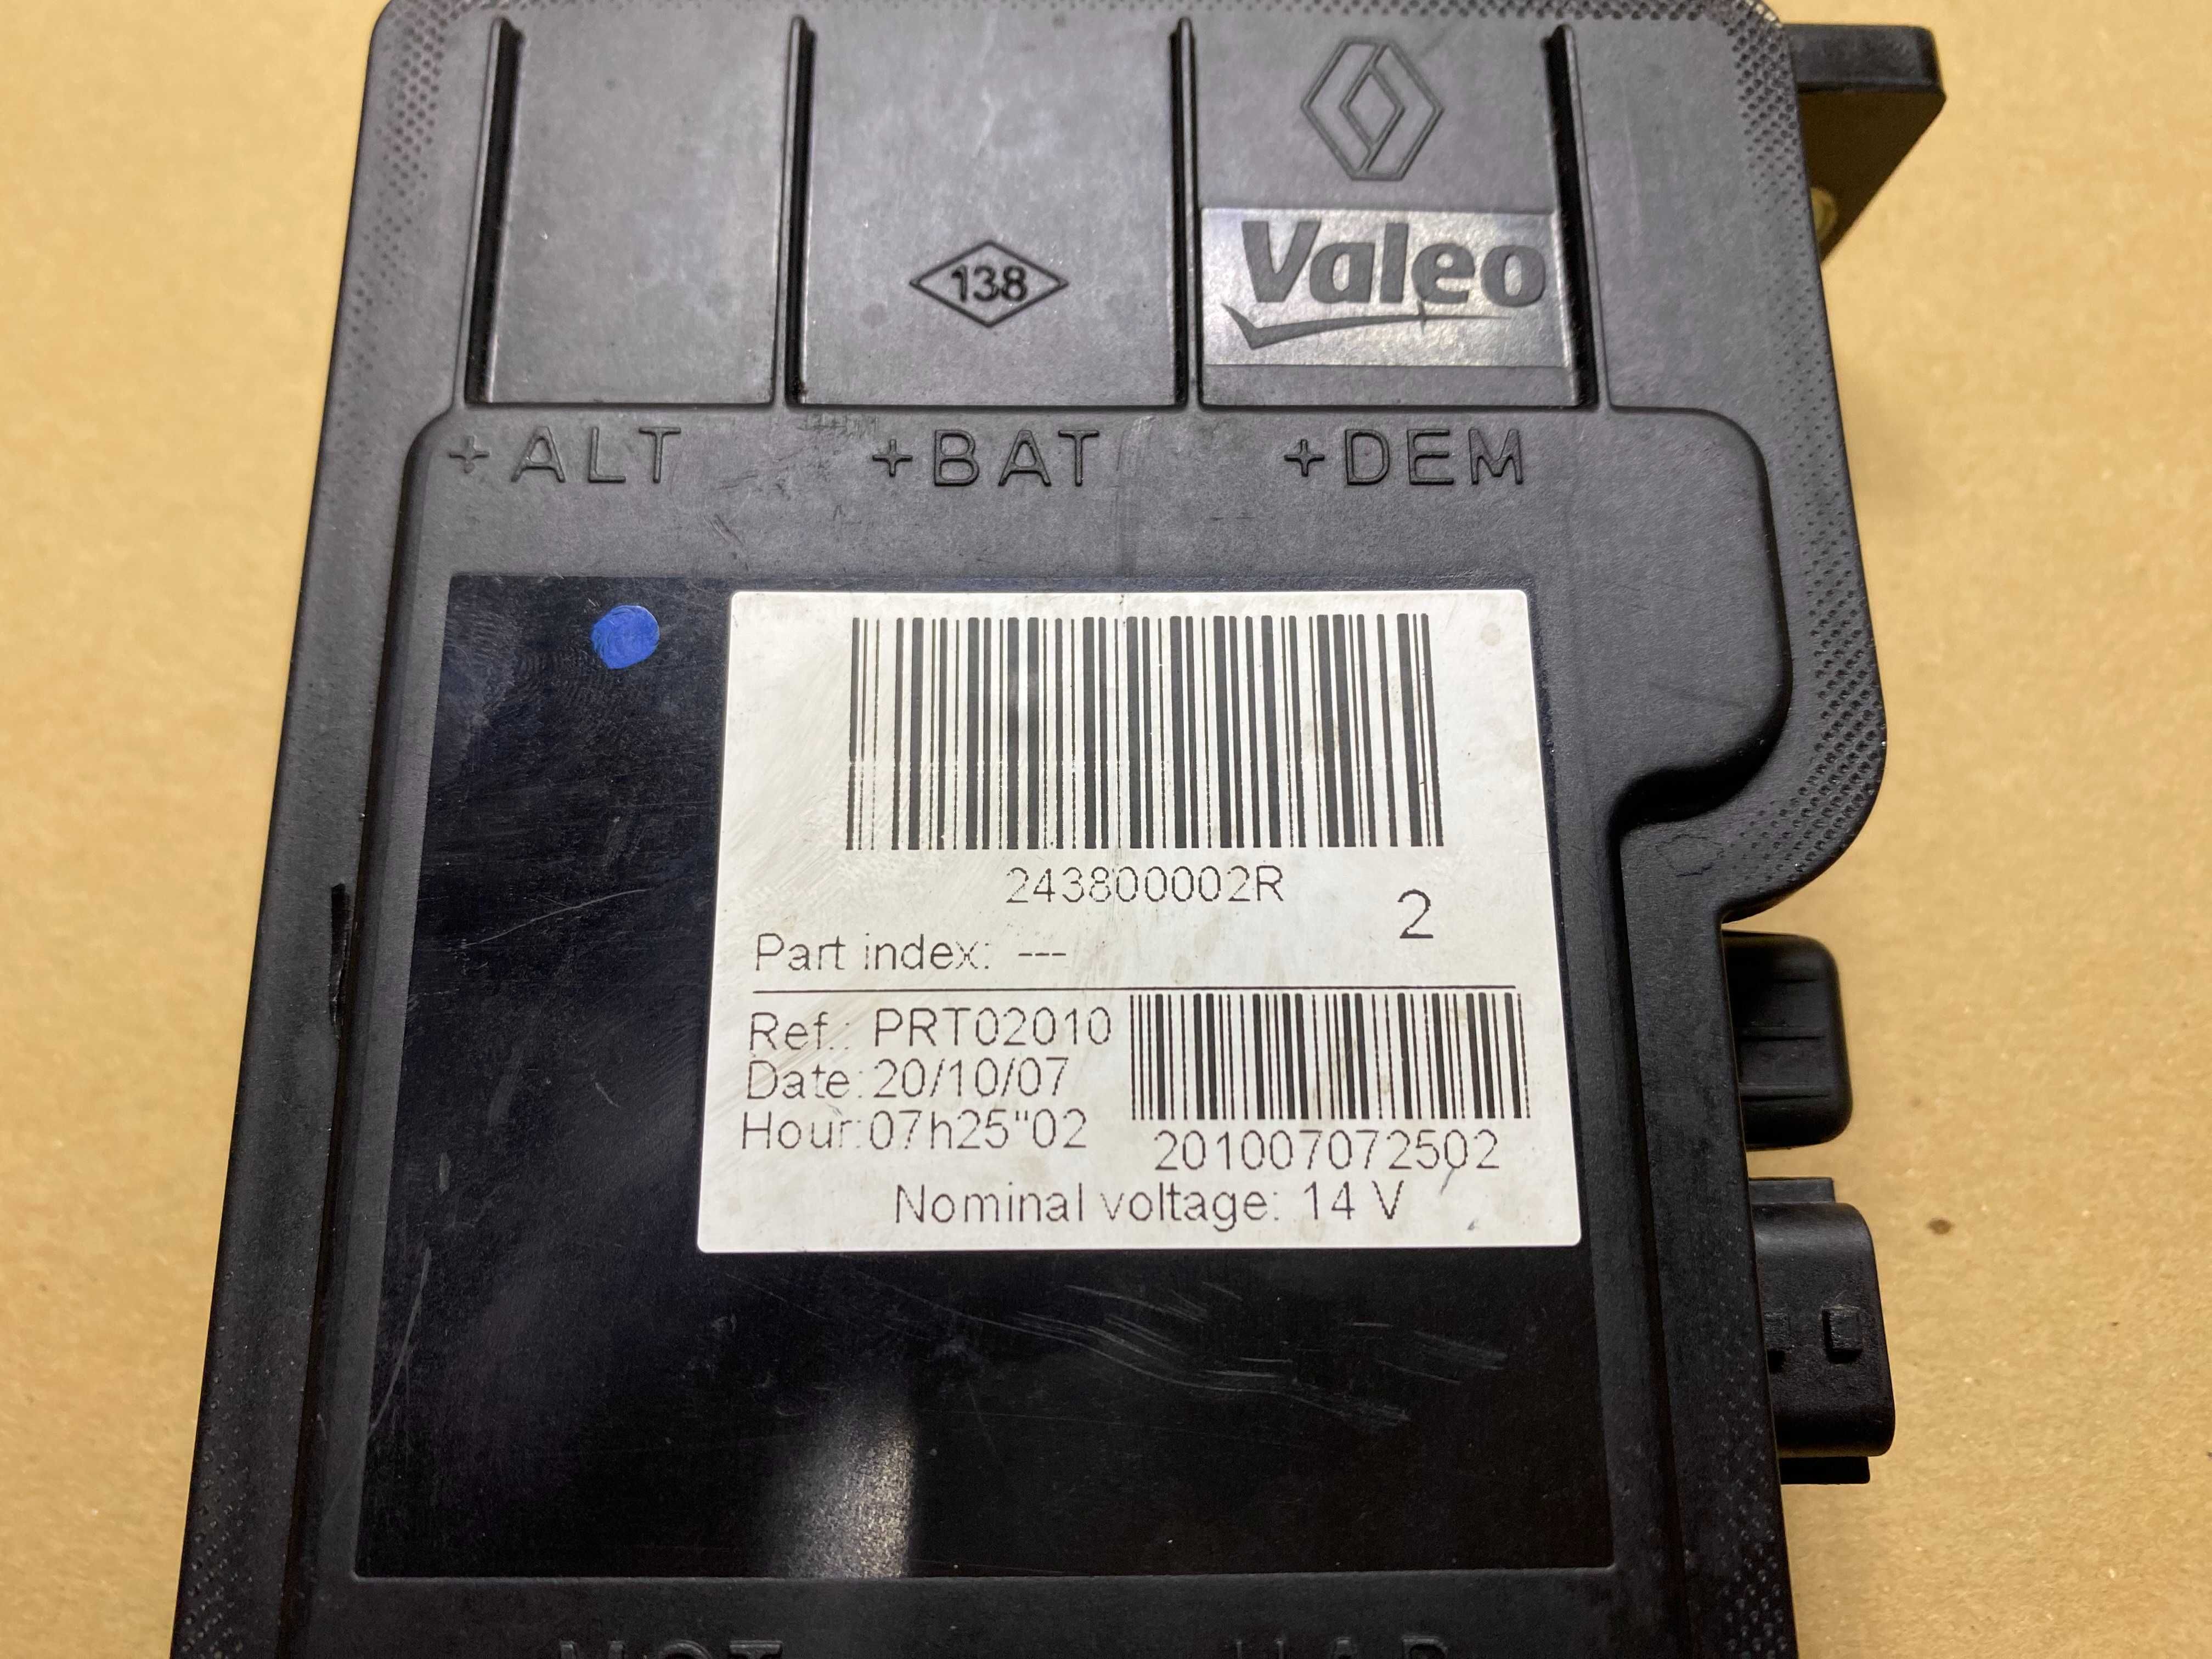 Valeo
138
+ALT +BAT +DEM
243800002R
2
Part index: ---
Ref.: PRT02010
Date:20/10/07
Hour:07h25"02
201007072502
Nominal voltage: 14 V